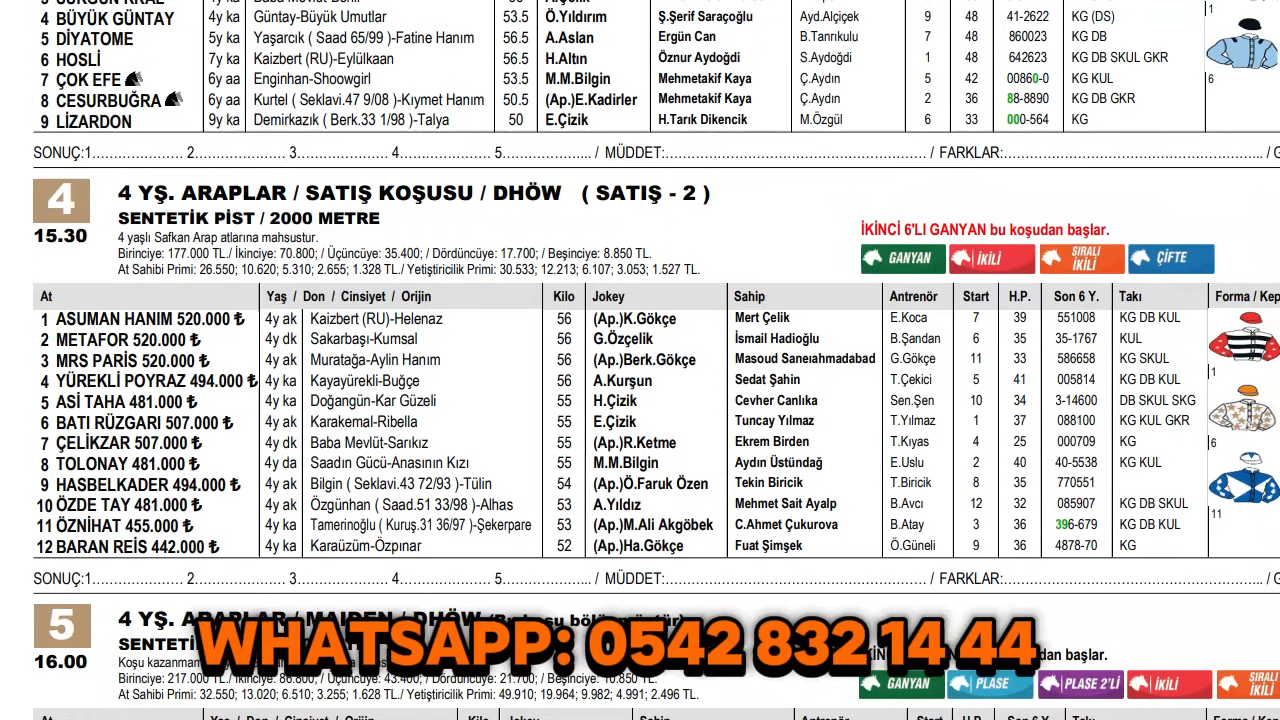 4 BÜYÜK GÜNTAY 4y ka Güntay-Büyük Umutlar 53.5 Ö.Yıldırım Ş.Şerif Saraçoğlu Ayd.Alçiçek 9 48 41-2622 KG (DS)
5 DİYATOME 5y ka Yaşarcık ( Saad 65/99 )-Fatine Hanım 56.5 A.Aslan Ergün Can B.Tanrıkulu 7 48 860023 KG DB
6 HOSLİ 7y ka Kaizbert (RU)-Eylülkaan 56.5 H.Altın Öznur Aydoğdi S.Aydoğdi 1 48 642623 KG DB SKUL GKR
7 ÇOK EFE 6y aa Enginhan-Shoowgirl 53.5 M.M.Bilgin Mehmetakif Kaya Ç.Aydın 5 42 00860-0 KG KUL
8 CESURBUĞRA 6y aa Kurtel ( Seklavi.47 9/08 )-Kıymet Hanım 50.5 (Ap.)E.Kadirler Mehmetakif Kaya Ç.Aydın 2 36 88-8890 KG DB GKR
9 LİZARDON 9y ka Demirkazık ( Berk.33 1/98 )-Talya 50 E.Çizik H.Tarık Dikencik M.Özgül 6 33 000-564 KG
1
6
SONUÇ:1..................... 2...................... 3...................... 4...................... 5..................... / MÜDDET:............................................................. / FARKLAR:............................................................. / G
4
15.30
4 YŞ. ARAPLAR / SATIŞ KOŞUSU / DHÖW ( SATIŞ - 2 )
SENTETİK PİST / 2000 METRE
4 yaşlı Safkan Arap atlarına mahsustur.
Birinciye: 177.000 TL./ İkinciye: 70.800; / Üçüncüye: 35.400; / Dördüncüye: 17.700; / Beşinciye: 8.850 TL.
At Sahibi Primi: 26.550; 10.620; 5.310; 2.655; 1.328 TL./ Yetiştiricilik Primi: 30.533; 12.213; 6.107; 3.053; 1.527 TL.
İKİNCİ 6'LI GANYAN bu koşudan başlar.
GANYAN İKİLİ SIRALI İKİLİ ÇİFTE
At Yaş / Don / Cinsiyet / Orijin Kilo Jokey Sahip Antrenör Start H.P. Son 6 Y. Takı Forma / Kep
1 ASUMAN HANIM 520.000 ₺ 4y ak Kaizbert (RU)-Helenaz 56 (Ap.)K.Gökçe Mert Çelik E.Koca 7 39 551008 KG DB KUL
2 METAFOR 520.000 ₺ 4y dk Sakarbaşı-Kumsal 56 G.Özçelik İsmail Hadioğlu B.Şandan 6 35 35-1767 KUL
3 MRS PARİS 520.000 ₺ 4y ak Muratağa-Aylin Hanım 56 (Ap.)Berk.Gökçe Masoud Saneıahmadabad G.Gökçe 11 33 586658 KG SKUL
4 YÜREKLİ POYRAZ 494.000 ₺ 4y ka Kayayürekli-Buğçe 56 A.Kurşun Sedat Şahin T.Çekici 5 41 005814 KG DB KUL
5 ASİ TAHA 481.000 ₺ 4y ka Doğangün-Kar Güzeli 55 H.Çizik Cevher Canlıka Sen.Şen 10 34 3-14600 DB SKUL SKG
6 BATI RÜZGARI 507.000 ₺ 4y ak Karakemal-Ribella 55 E.Çizik Tuncay Yılmaz T.Yılmaz 1 37 088100 KG KUL GKR
7 ÇELİKZAR 507.000 ₺ 4y dk Baba Mevlüt-Sarıkız 55 (Ap.)R.Ketme Ekrem Birden T.Kıyas 4 25 000709 KG
8 TOLONAY 481.000 ₺ 4y da Saadın Gücü-Anasının Kızı 55 M.M.Bilgin Aydın Üstündağ E.Uslu 2 40 40-5538 KG KUL
9 HASBELKADER 494.000 ₺ 4y ak Bilgin ( Seklavi.43 72/93 )-Tülin 54 (Ap.)Ö.Faruk Özen Tekin Biricik T.Biricik 8 35 770551
10 ÖZDE TAY 481.000 ₺ 4y ak Özgünhan ( Saad.51 33/98 )-Alhas 53 A.Yıldız Mehmet Sait Ayalp B.Avcı 12 32 085907 KG DB SKUL
11 ÖZNİHAT 455.000 ₺ 4y ka Tamerinoğlu ( Kuruş.31 36/97 )-Şekerpare 53 (Ap.)M.Ali Akgöbek C.Ahmet Çukurova B.Atay 3 36 396-679 KG DB KUL
12 BARAN REİS 442.000 ₺ 4y ka Karaüzüm-Özpınar 52 (Ap.)Ha.Gökçe Fuat Şimşek Ö.Güneli 9 36 4878-70 KG
1
6
11
SONUÇ:1..................... 2...................... 3...................... 4...................... 5..................... / MÜDDET:............................................................. / FARKLAR:............................................................. / G
5
16.00
4 YŞ. ARAPLAR / MAIDEN / DHÖW
SENTETİ
WHATSAPP: 0542 832 14 44
başlar.
Koşu kazanmam
Birinciye: 217.000 TL./ İkinciye: 86.800; / Üçüncüye: 43.400; / Dördüncüye: 21.700; / Beşinciye: 10.850 TL.
At Sahibi Primi: 32.550; 13.020; 6.510; 3.255; 1.628 TL./ Yetiştiricilik Primi: 49.910; 19.964; 9.982; 4.991; 2.496 TL.
GANYAN PLASE PLASE 2'Lİ İKİLİ SIRALI İKİLİ
At Yaş / Don / Cinsiyet / Orijin Kilo Jokey Sahip Antrenör Start H.P. Son 6 Y. Takı